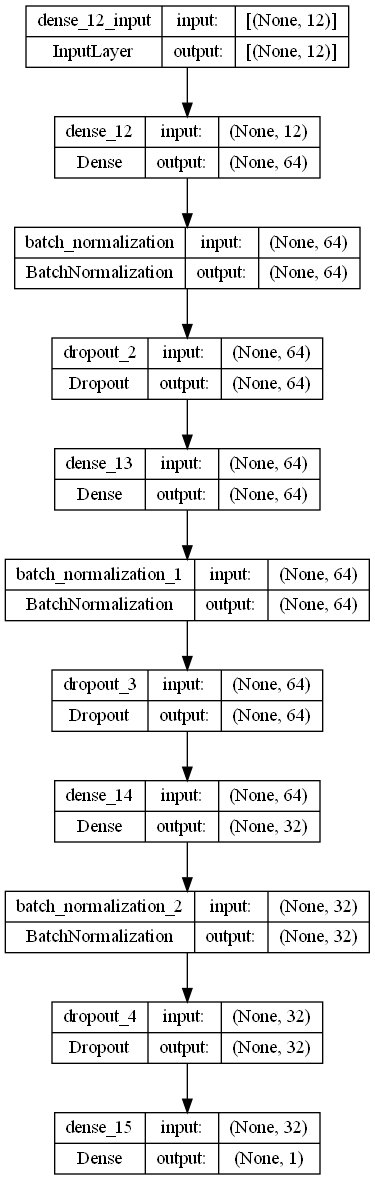 dense_12_input input: [(None, 12)]
InputLayer output: [(None, 12)]
dense_12 input: (None, 12)
Dense output: (None, 64)
batch_normalization input: (None, 64)
BatchNormalization output: (None, 64)
dropout_2 input: (None, 64)
Dropout output: (None, 64)
dense_13 input: (None, 64)
Dense output: (None, 64)
batch_normalization_1 input: (None, 64)
BatchNormalization output: (None, 64)
dropout_3 input: (None, 64)
Dropout output: (None, 64)
dense_14 input: (None, 64)
Dense output: (None, 32)
batch_normalization_2 input: (None, 32)
BatchNormalization output: (None, 32)
dropout_4 input: (None, 32)
Dropout output: (None, 32)
dense_15 input: (None, 32)
Dense output: (None, 1)